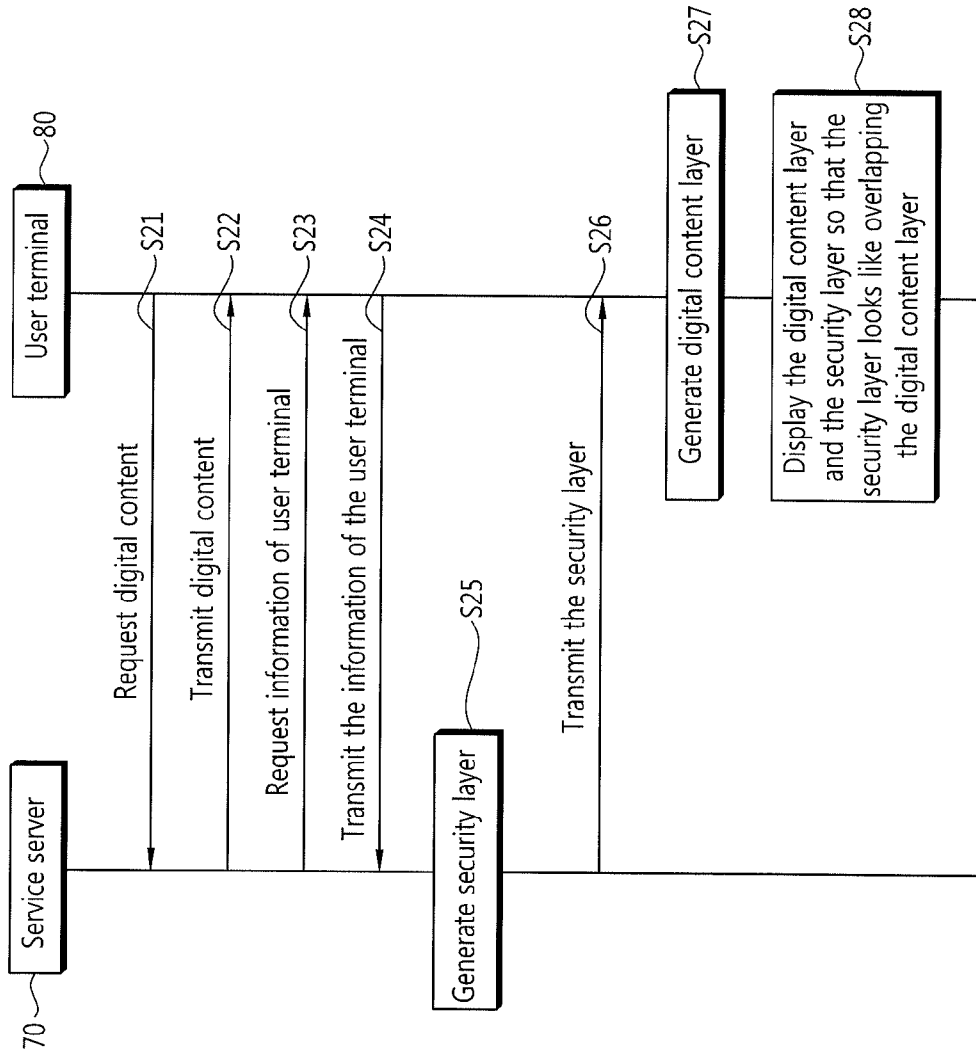 70
Service server
User terminal
80
Request digital content
S21
Transmit digital content
S22
Request information of user terminal
S23
Transmit the information of the user terminal
S24
Generate security layer
S25
Transmit the security layer
S26
Generate digital content layer
S27
Display the digital content layer
and the security layer so that the
security layer looks like overlapping
the digital content layer
S28